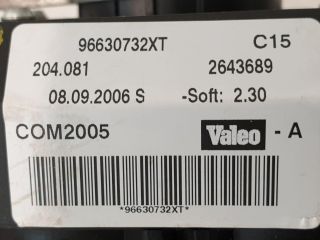 96630732XT C15
204.081 2643689
08.09.2006 S -Soft: 2.30
COM2005 Valeo - A
*96630732XT*